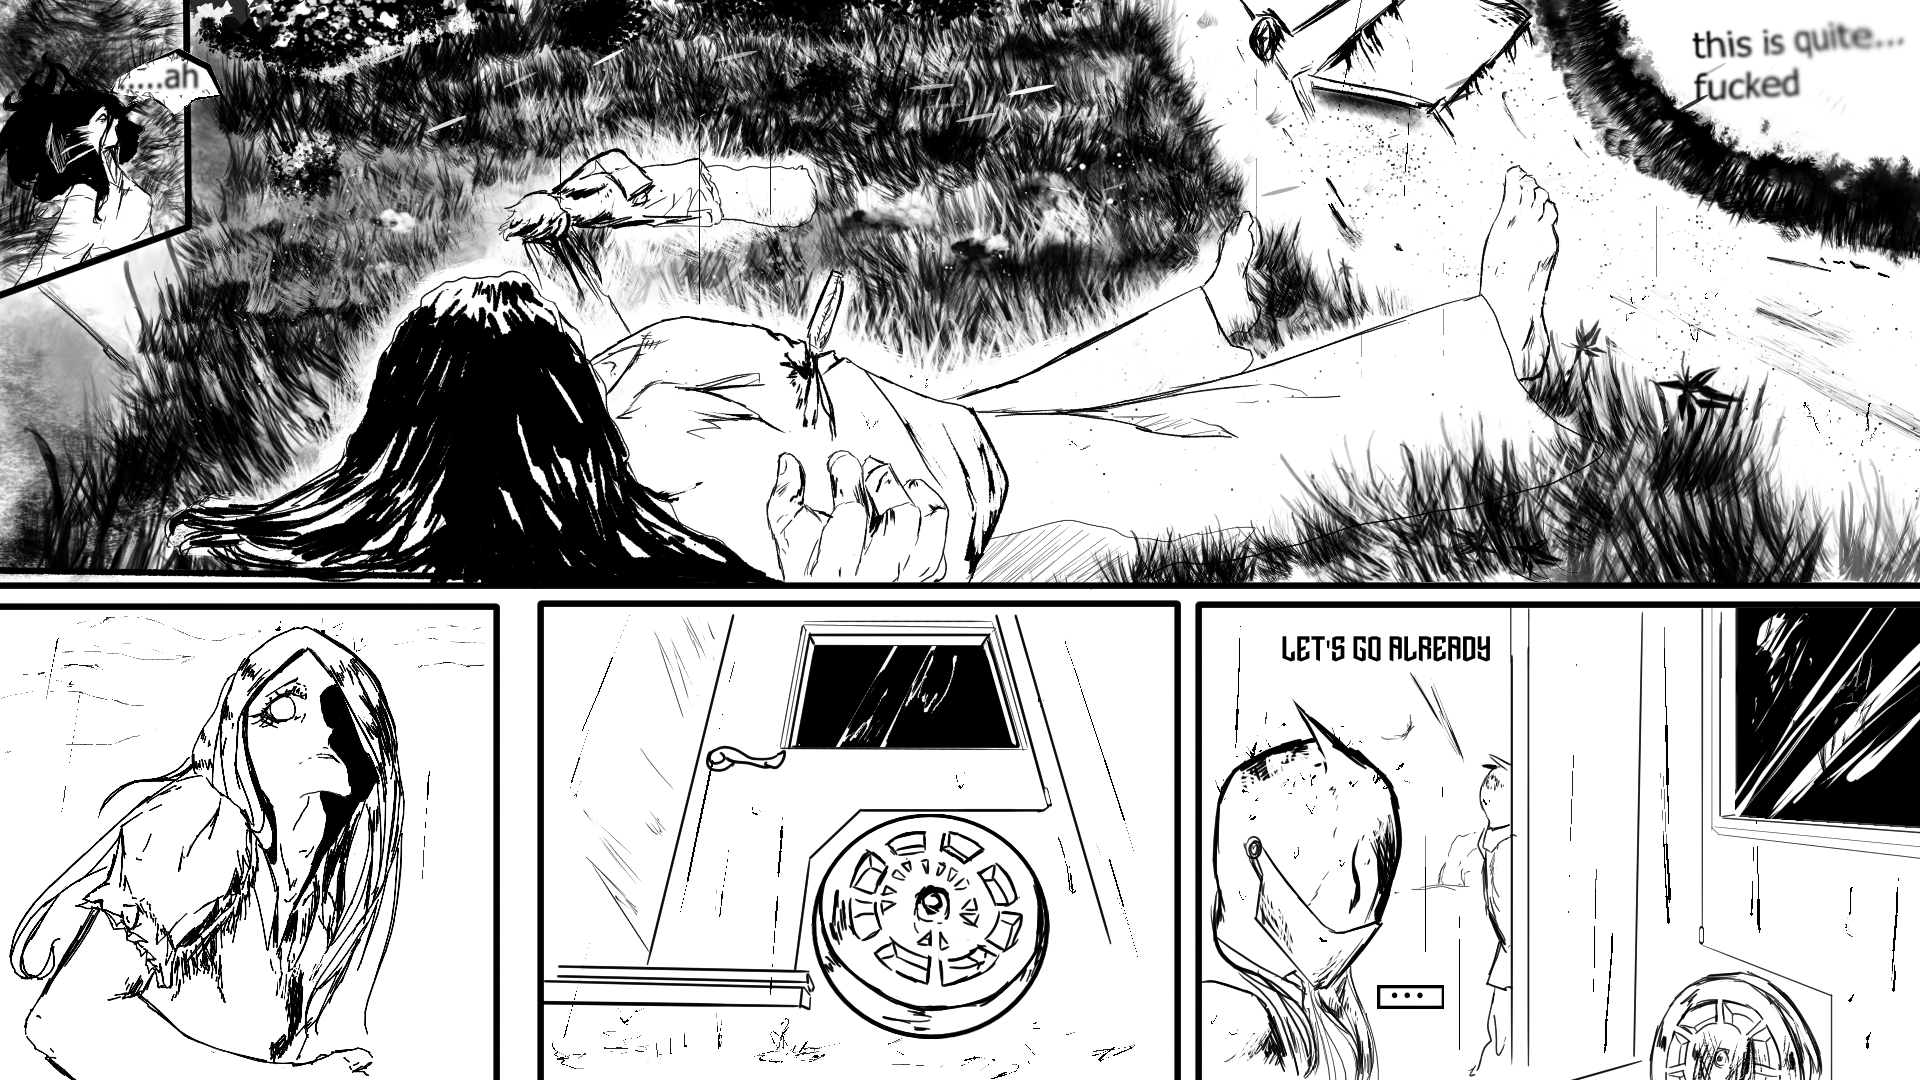 .....ah
this is quite...
fucked
LET'S GO ALREADY
...